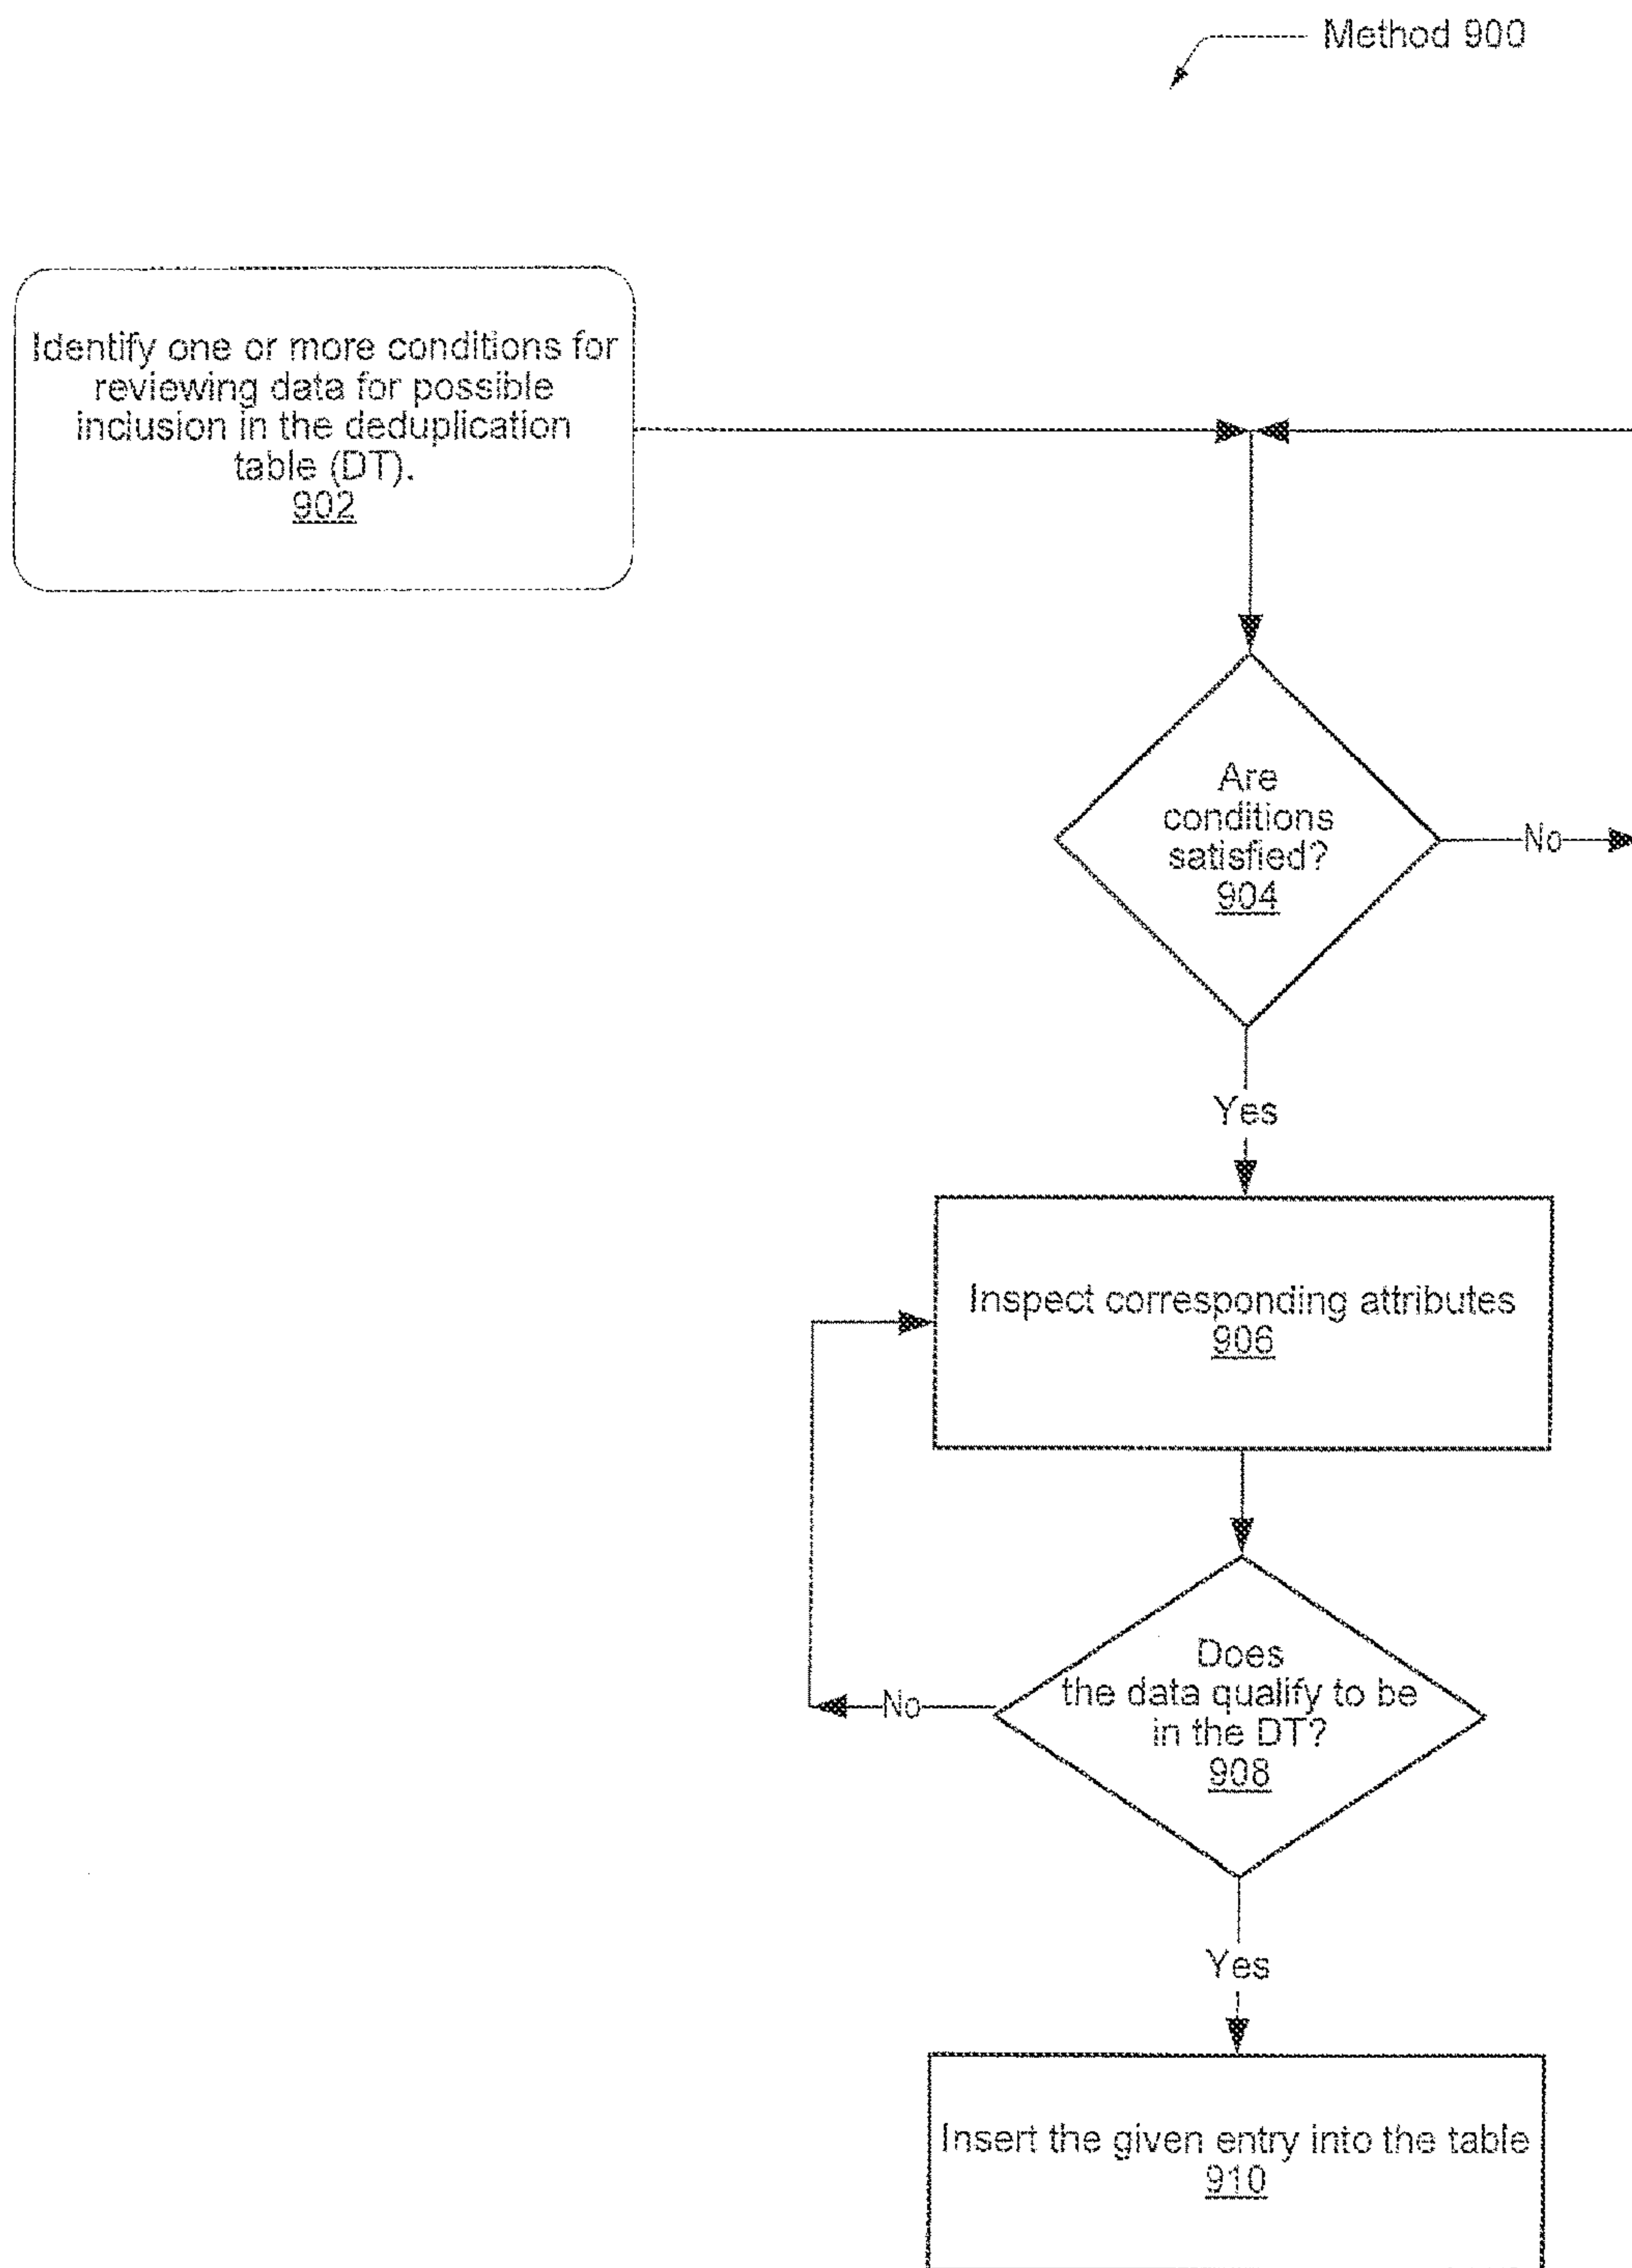 Method 900
Identify one or more conditions for
reviewing data for possible
inclusion in the deduplication
table (DT).
902
Are
conditions
satisfied?
904
No
Yes
Inspect corresponding attributes
906
Does
the data qualify to be
in the DT?
908
No
Yes
Insert the given entry into the table
910